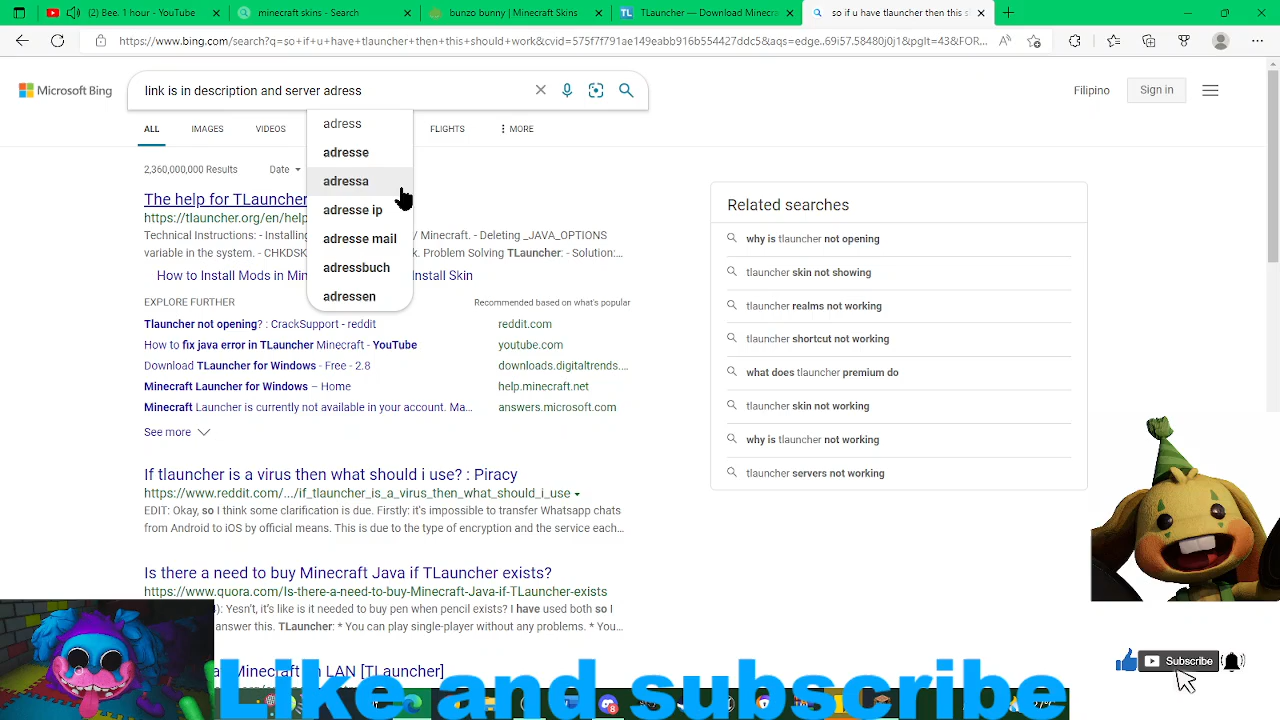 (2) Bee. 1 hour - YouTube
minecraft skins - Search
bunzo bunny | Minecraft Skins
TLauncher — Download Minecra
so if u have tlauncher then this sh
https://www.bing.com/search?q=so+if+u+have+tlauncher+then+this+should+work&cvid=575f7f791ae149eabb916b554427ddc5&aqs=edge..69i57.58480j0j1&pglt=43&FOR...
Microsoft Bing
link is in description and server adress
Filipino
Sign in
ALL
IMAGES
VIDEOS
FLIGHTS
MORE
adress
adresse
adressa
adresse ip
adresse mail
adressbuch
adressen
2,360,000,000 Results
Date
The help for TLauncher
https://tlauncher.org/en/help
Technical Instructions: - Installing
/ Minecraft. - Deleting _JAVA_OPTIONS
variable in the system. - CHKDSK
k. Problem Solving TLauncher: - Solution:...
How to Install Mods in Min
nstall Skin
EXPLORE FURTHER
Recommended based on what's popular
Tlauncher not opening? : CrackSupport - reddit
reddit.com
How to fix java error in TLauncher Minecraft - YouTube
youtube.com
Download TLauncher for Windows - Free - 2.8
downloads.digitaltrends....
Minecraft Launcher for Windows – Home
help.minecraft.net
Minecraft Launcher is currently not available in your account. Ma...
answers.microsoft.com
See more
If tlauncher is a virus then what should i use? : Piracy
https://www.reddit.com/.../if_tlauncher_is_a_virus_then_what_should_i_use
EDIT: Okay, so I think some clarification is due. Firstly: it's impossible to transfer Whatsapp chats
from Android to iOS by official means. This is due to the type of encryption and the service each...
Is there a need to buy Minecraft Java if TLauncher exists?
https://www.quora.com/Is-there-a-need-to-buy-Minecraft-Java-if-TLauncher-exists
): Yesn't, it's like is it needed to buy pen when pencil exists? I have used both so I
answer this. TLauncher: * You can play single-player without any problems. * You...
Minecraft
n LAN [TLauncher]
Related searches
why is tlauncher not opening
tlauncher skin not showing
tlauncher realms not working
tlauncher shortcut not working
what does tlauncher premium do
tlauncher skin not working
why is tlauncher not working
tlauncher servers not working
Subscribe
Like and subscribe